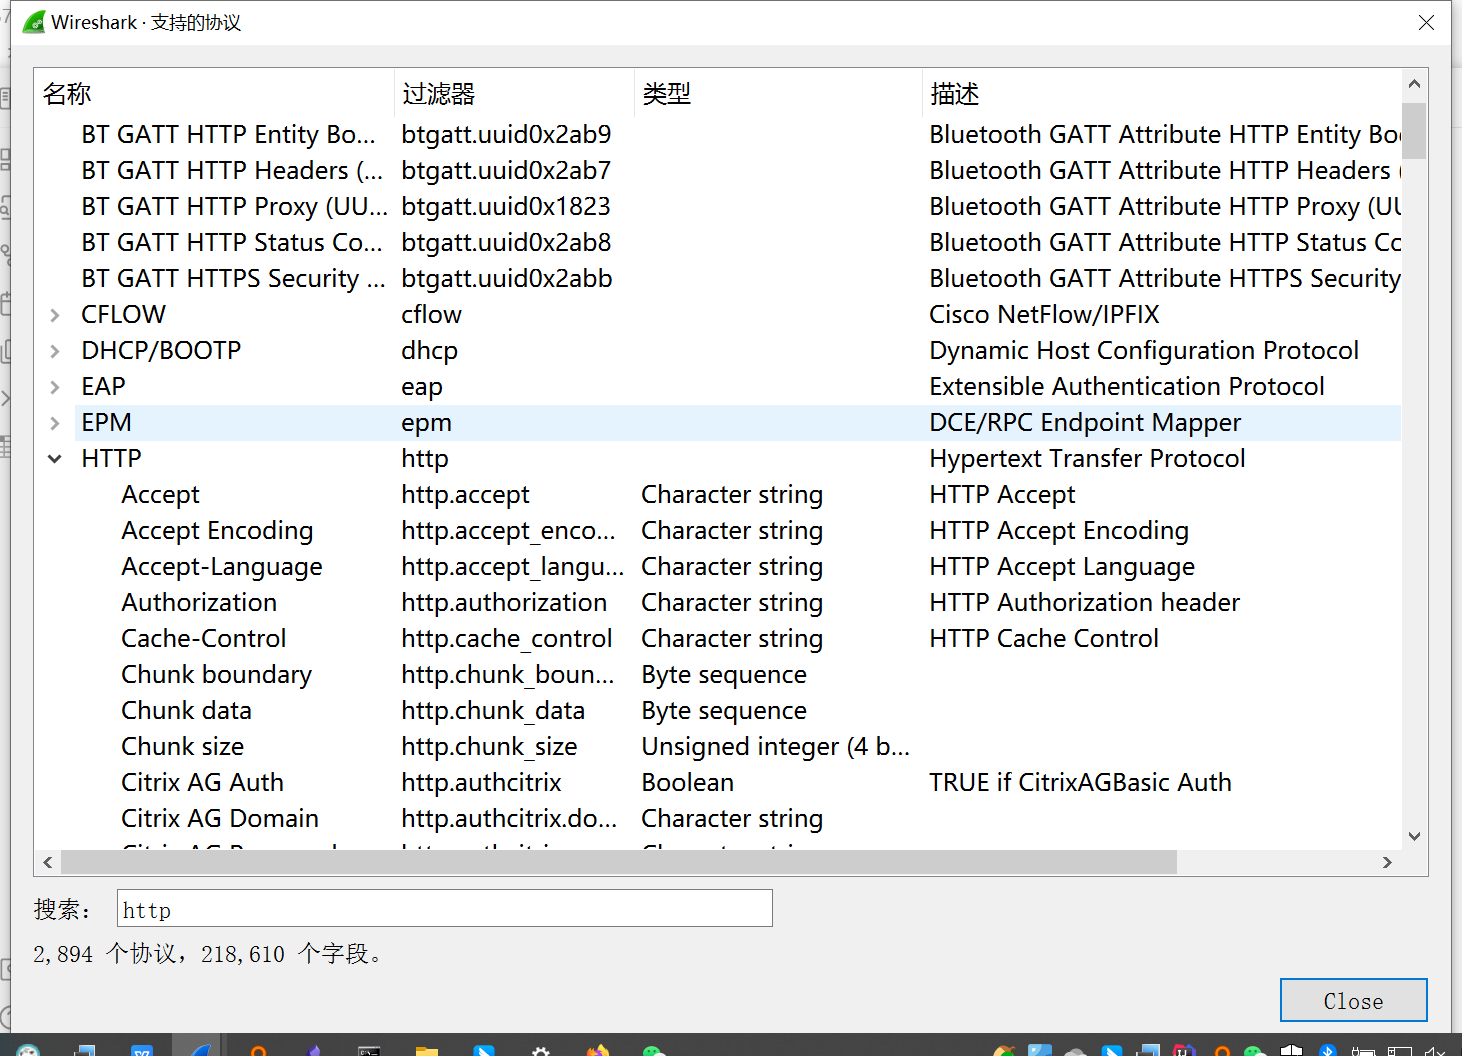 Wireshark · 支持的协议
名称 过滤器 类型 描述
BT GATT HTTP Entity Bo... btgatt.uuid0x2ab9 Bluetooth GATT Attribute HTTP Entity Bo
BT GATT HTTP Headers (... btgatt.uuid0x2ab7 Bluetooth GATT Attribute HTTP Headers (
BT GATT HTTP Proxy (UU... btgatt.uuid0x1823 Bluetooth GATT Attribute HTTP Proxy (UU
BT GATT HTTP Status Co... btgatt.uuid0x2ab8 Bluetooth GATT Attribute HTTP Status Co
BT GATT HTTPS Security ... btgatt.uuid0x2abb Bluetooth GATT Attribute HTTPS Security
CFLOW cflow Cisco NetFlow/IPFIX
DHCP/BOOTP dhcp Dynamic Host Configuration Protocol
EAP eap Extensible Authentication Protocol
EPM epm DCE/RPC Endpoint Mapper
HTTP http Hypertext Transfer Protocol
Accept http.accept Character string HTTP Accept
Accept Encoding http.accept_enco... Character string HTTP Accept Encoding
Accept-Language http.accept_langu... Character string HTTP Accept Language
Authorization http.authorization Character string HTTP Authorization header
Cache-Control http.cache_control Character string HTTP Cache Control
Chunk boundary http.chunk_boun... Byte sequence
Chunk data http.chunk_data Byte sequence
Chunk size http.chunk_size Unsigned integer (4 b...
Citrix AG Auth http.authcitrix Boolean TRUE if CitrixAGBasic Auth
Citrix AG Domain http.authcitrix.do... Character string
搜索： http
2,894 个协议，218,610 个字段。
Close